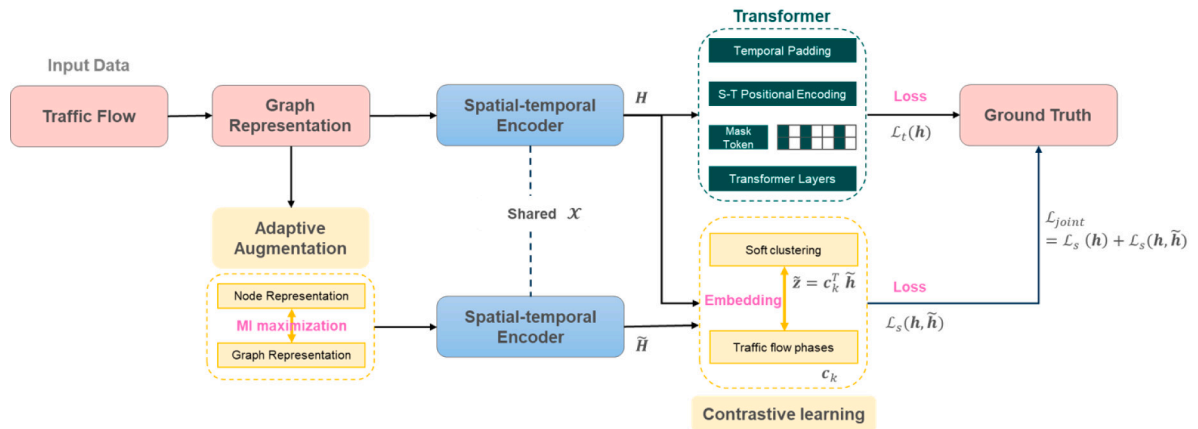 Transformer
Input Data
Temporal Padding
Traffic Flow
Graph
Representation
Spatial-temporal
Encoder
H
S-T Positional Encoding
Loss
ℒt(h)
Ground Truth
Mask
Token
Transformer Layers
Adaptive
Augmentation
Shared 𝒳
Soft clustering
ℒjoint
= ℒs (h) + ℒs(h, h̃)
z̃ = c_k^T h̃
Node Representation
MI maximization
Graph Representation
Spatial-temporal
Encoder
H̃
Embedding
Loss
ℒs(h, h̃)
Traffic flow phases
c_k
Contrastive learning